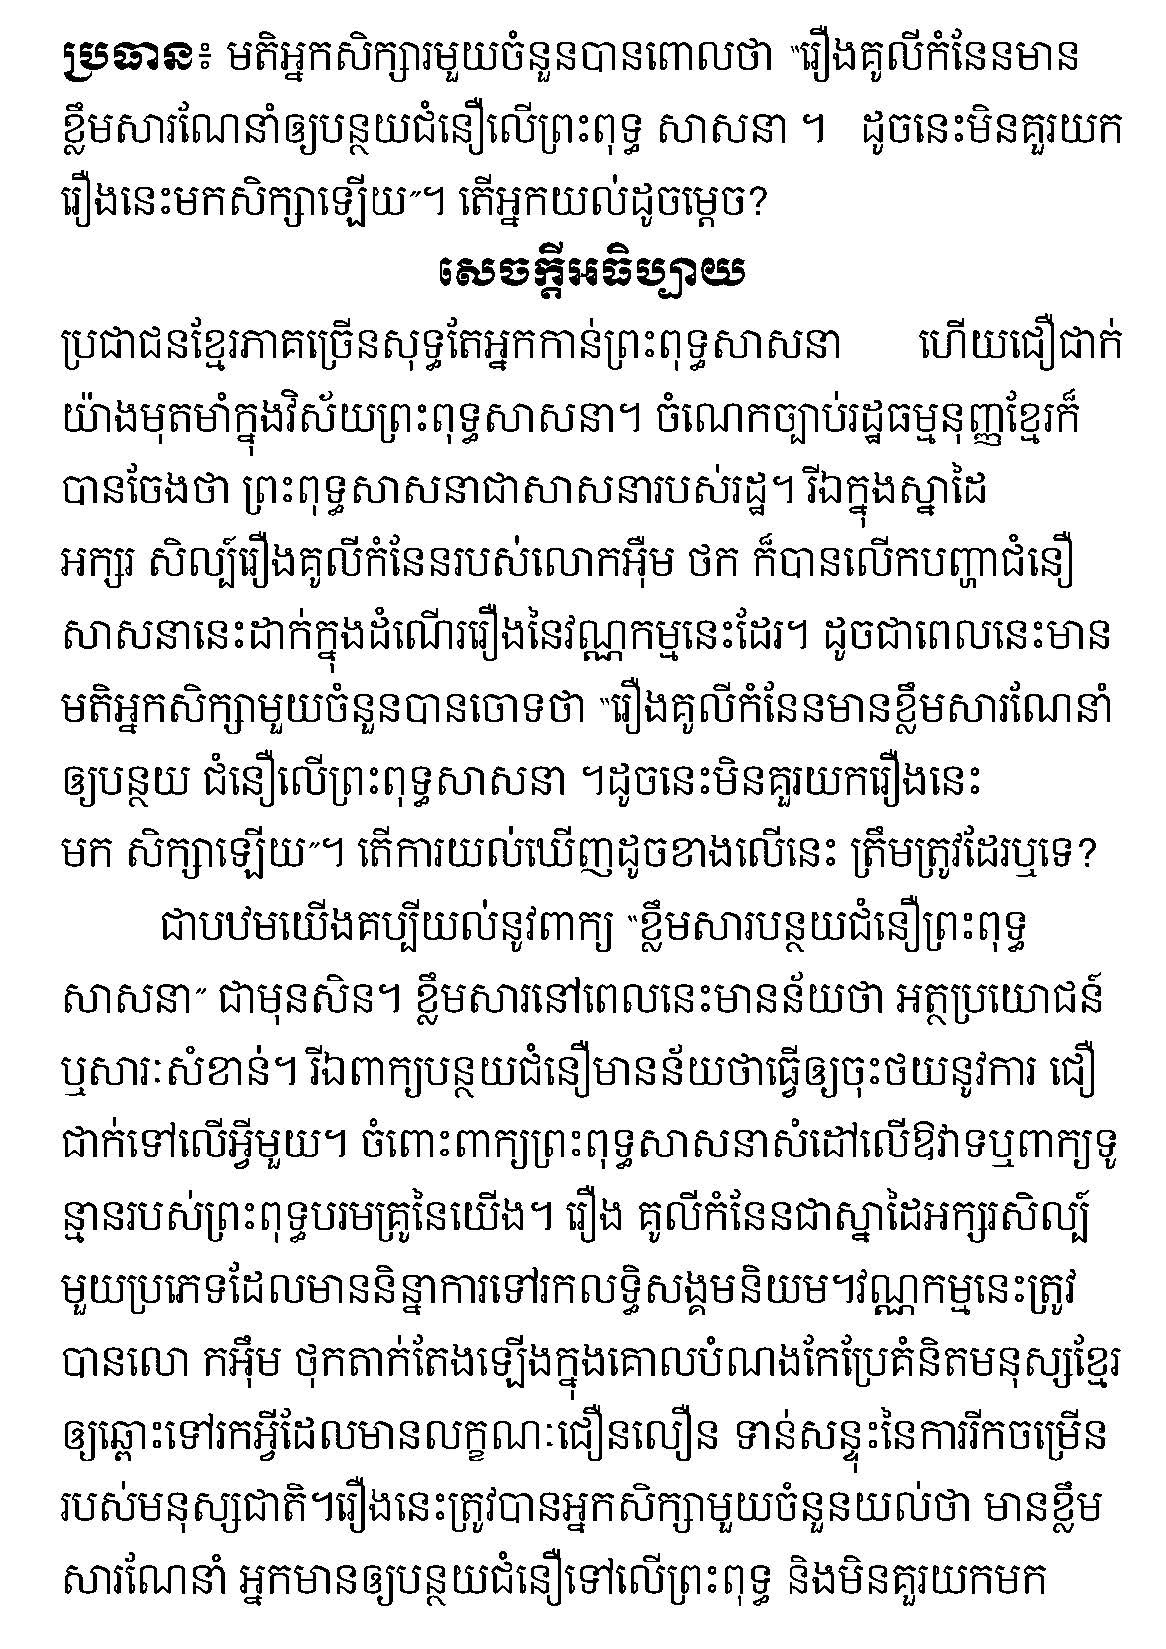 ប្រធាន៖ មតិអ្នកសិក្សារមួយចំនួនបានពោលថា “រឿងគូលីកំនែនមាន
ខ្លឹមសារណែនាំឲ្យបន្ថយជំនឿលើព្រះពុទ្ធ សាសនា ។ ដូចនេះមិនគួរយក
រឿងនេះមកសិក្សាឡើយ”។ តើអ្នកយល់ដូចម្ដេច?
សេចក្ដីអធិប្បាយ
ប្រជាជនខ្មែរភាគច្រើនសុទ្ធតែអ្នកកាន់ព្រះពុទ្ធសាសនា ហើយជឿជាក់
យ៉ាងមុតមាំក្នុងវិស័យព្រះពុទ្ធសាសនា។ ចំណេកច្បាប់រដ្ឋធម្មនុញ្ញខ្មែរក៏
បានចែងថា ព្រះពុទ្ធសាសនាជាសាសនារបស់រដ្ឋ។ រីឯក្នុងស្នាដៃ
អក្សរ សិល្ប៍រឿងគូលីកំនែនរបស់លោកអ៊ឹម ថក ក៏បានលើកបញ្ហាជំនឿ
សាសនានេះដាក់ក្នុងដំណើររឿងនៃវណ្ណកម្មនេះដែរ។ ដូចជាពេលនេះមាន
មតិអ្នកសិក្សាមួយចំនួនបានចោទថា “រឿងគូលីកំនែនមានខ្លឹមសារណែនាំ
ឲ្យបន្ថយ ជំនឿលើព្រះពុទ្ធសាសនា ។ដូចនេះមិនគួរយករឿងនេះ
មក សិក្សាឡើយ”។ តើការយល់ឃើញដូចខាងលើនេះ ត្រឹមត្រូវដែរឬទេ?
ជាបឋមយើងគប្បីយល់នូវពាក្យ “ខ្លឹមសារបន្ថយជំនឿព្រះពុទ្ធ
សាសនា” ជាមុនសិន។ ខ្លឹមសារនៅពេលនេះមានន័យថា អត្ថប្រយោជន៍
ឬសារៈសំខាន់។ រីឯពាក្យបន្ថយជំនឿមានន័យថាធ្វើឲ្យចុះថយនូវការ ជឿ
ជាក់ទៅលើអ្វីមួយ។ ចំពោះពាក្យព្រះពុទ្ធសាសនាសំដៅលើឱវាទឬពាក្យទូ
ន្មានរបស់ព្រះពុទ្ធបរមគ្រូនៃយើង។ រឿង គូលីកំនែនជាស្នាដៃអក្សរសិល្ប៍
មួយប្រភេទដែលមាននិន្នាការទៅរកលទ្ធិសង្គមនិយម។វណ្ណកម្មនេះត្រូវ
បានលោ កអ៊ឹម ថុកតាក់តែងឡើងក្នុងគោលបំណងកែប្រែគំនិតមនុស្សខ្មែរ
ឲ្យឆ្ពោះទៅរកអ្វីដែលមានលក្ខណៈជឿនលឿន ទាន់សន្ទុះនៃការរីកចម្រើន
របស់មនុស្សជាតិ។រឿងនេះត្រូវបានអ្នកសិក្សាមួយចំនួនយល់ថា មានខ្លឹម
សារណែនាំ អ្នកមានឲ្យបន្ថយជំនឿទៅលើព្រះពុទ្ធ និងមិនគួរយកមក